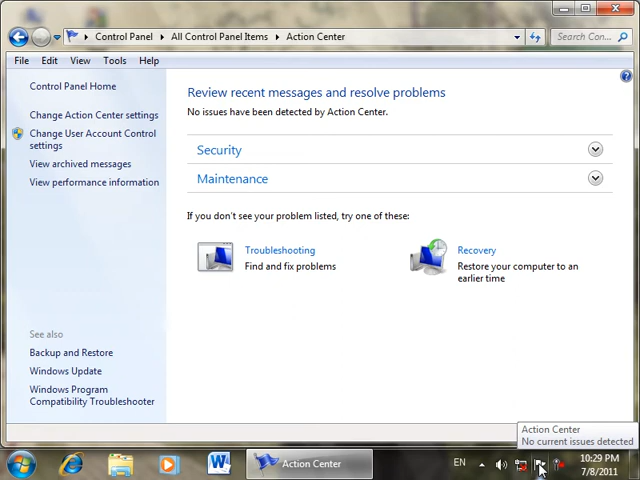 Control Panel
All Control Panel Items
Action Center
Search Con...
File Edit View Tools Help
Control Panel Home
Change Action Center settings
Change User Account Control
settings
View archived messages
View performance information
See also
Backup and Restore
Windows Update
Windows Program
Compatibility Troubleshooter
Review recent messages and resolve problems
No issues have been detected by Action Center.
Security
Maintenance
If you don't see your problem listed, try one of these:
Troubleshooting
Find and fix problems
Recovery
Restore your computer to an
earlier time
Action Center
No current issues detected
Action Center
EN
10:29 PM
7/8/2011